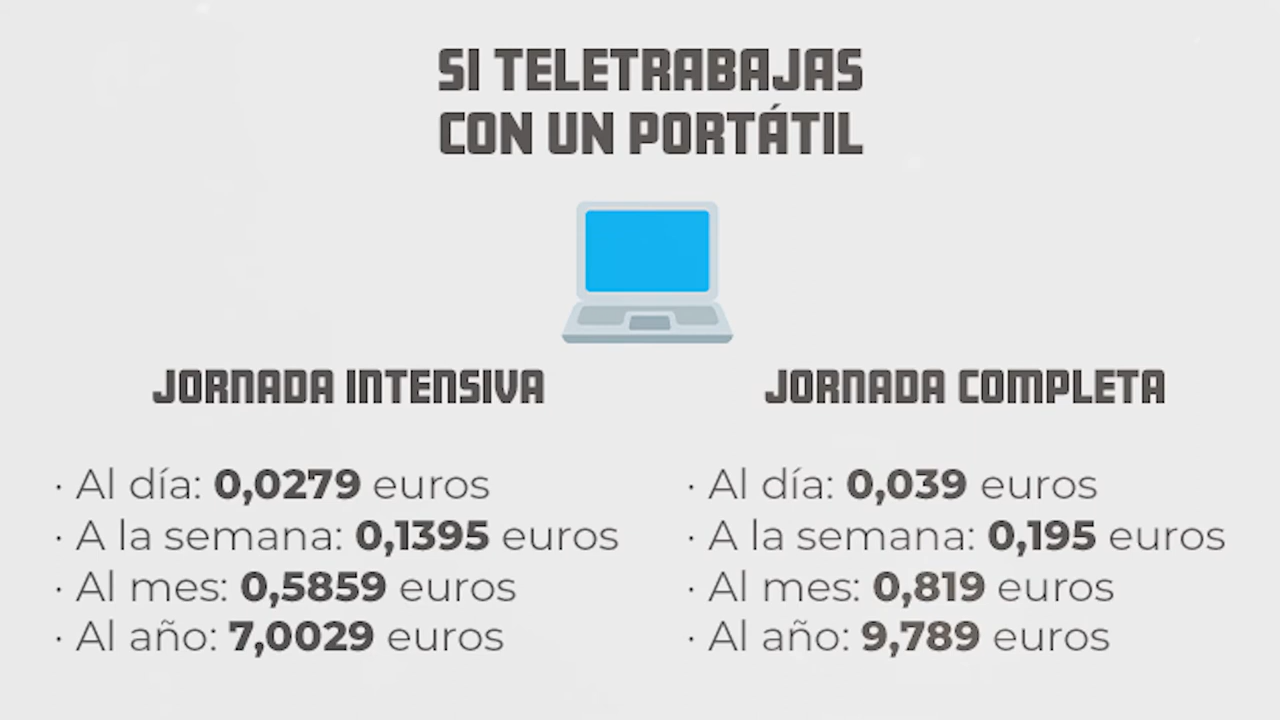 SI TELETRABAJAS
CON UN PORTÁTIL
JORNADA INTENSIVA
· Al día: 0,0279 euros
· A la semana: 0,1395 euros
· Al mes: 0,5859 euros
· Al año: 7,0029 euros
JORNADA COMPLETA
· Al día: 0,039 euros
· A la semana: 0,195 euros
· Al mes: 0,819 euros
· Al año: 9,789 euros